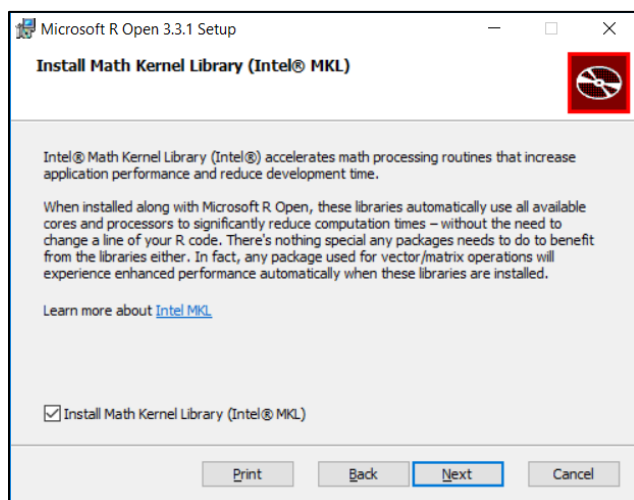 Microsoft R Open 3.3.1 Setup
Install Math Kernel Library (Intel® MKL)
Intel® Math Kernel Library (Intel®) accelerates math processing routines that increase
application performance and reduce development time.
When installed along with Microsoft R Open, these libraries automatically use all available
cores and processors to significantly reduce computation times – without the need to
change a line of your R code. There's nothing special any packages needs to do to benefit
from the libraries either. In fact, any package used for vector/matrix operations will
experience enhanced performance automatically when these libraries are installed.
Learn more about Intel MKL
Install Math Kernel Library (Intel® MKL)
Print Back Next Cancel